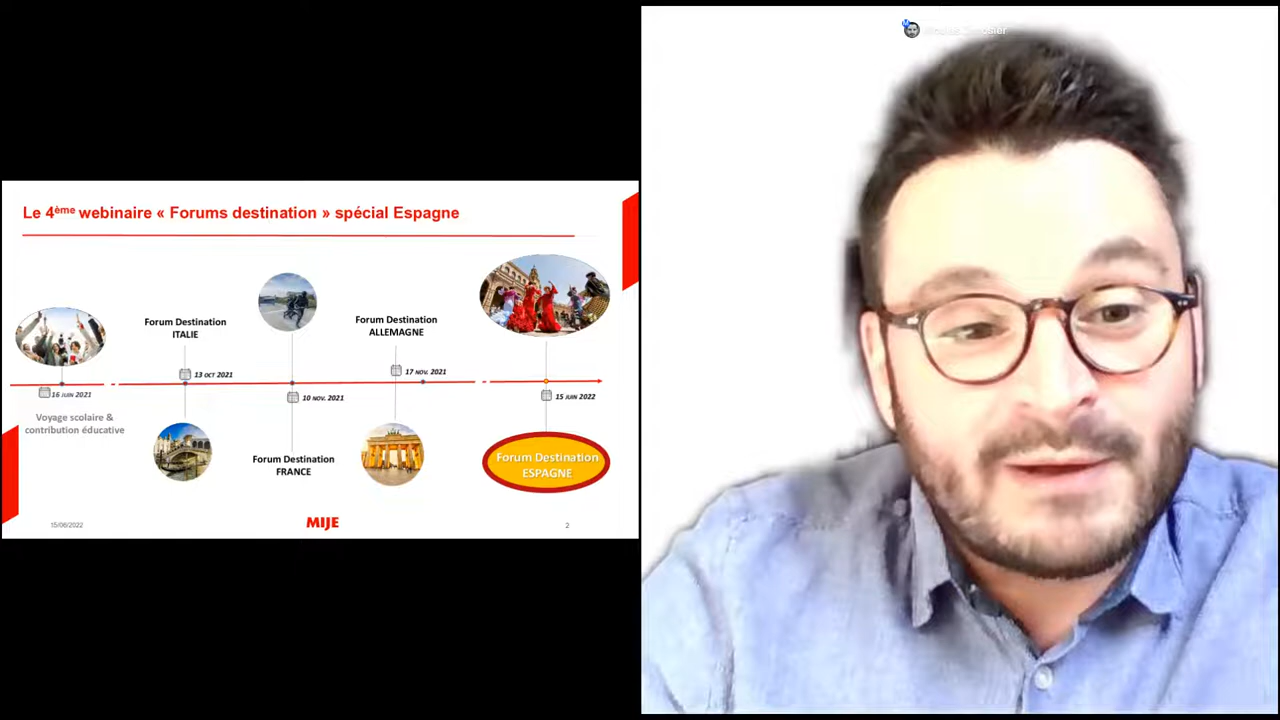 Le 4ème webinaire « Forums destination » spécial Espagne
Forum Destination
ITALIE
Forum Destination
ALLEMAGNE
13 OCT 2021
17 NOV. 2021
16 JUIN 2021
10 NOV. 2021
15 JUIN 2022
Voyage scolaire &
contribution éducative
Forum Destination
FRANCE
Forum Destination
ESPAGNE
15/06/2022
MIJE
2